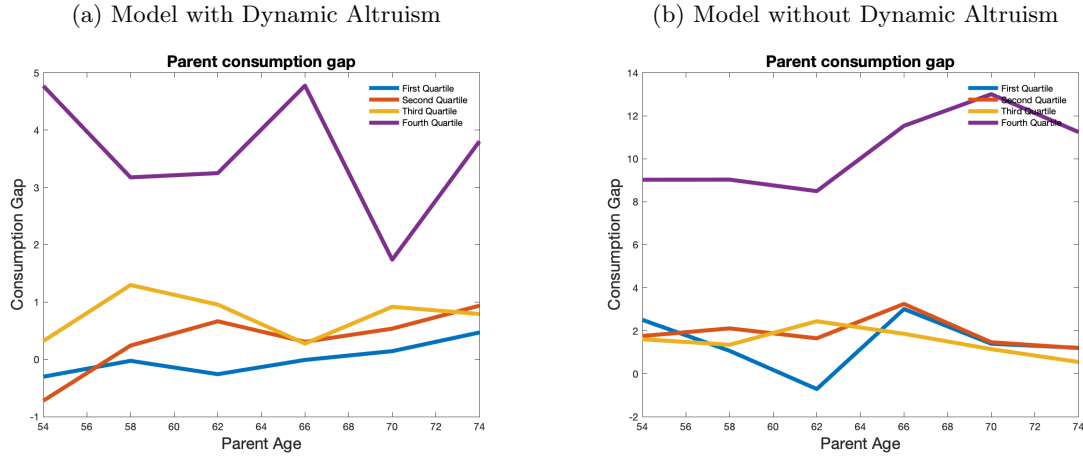 (a) Model with Dynamic Altruism
Parent consumption gap
First Quartile
Second Quartile
Third Quartile
Fourth Quartile
5
4
3
2
1
0
-1
Consumption Gap
54 56 58 60 62 64 66 68 70 72 74
Parent Age
(b) Model without Dynamic Altruism
Parent consumption gap
First Quartile
Second Quartile
Third Quartile
Fourth Quartile
14
12
10
8
6
4
2
0
-2
Consumption Gap
54 56 58 60 62 64 66 68 70 72 74
Parent Age